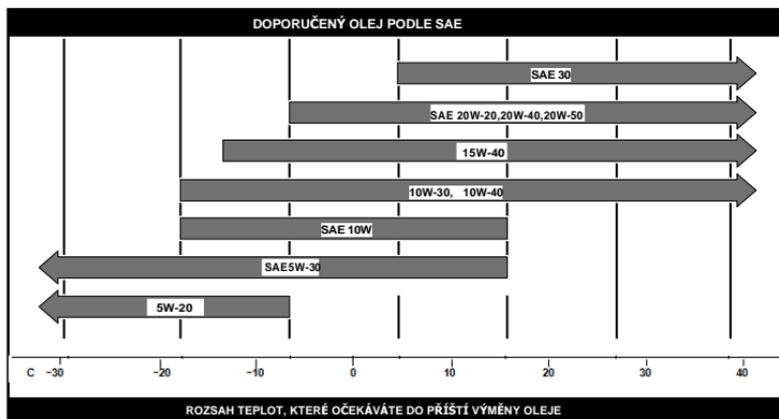 DOPORUČENÝ OLEJ PODLE SAE
SAE 30
SAE 20W-20,20W-40,20W-50
15W-40
10W-30, 10W-40
SAE 10W
SAE5W-30
5W-20
C −30 −20 −10 0 10 20 30 40
ROZSAH TEPLOT, KTERÉ OČEKÁVÁTE DO PŘÍŠTÍ VÝMĚNY OLEJE